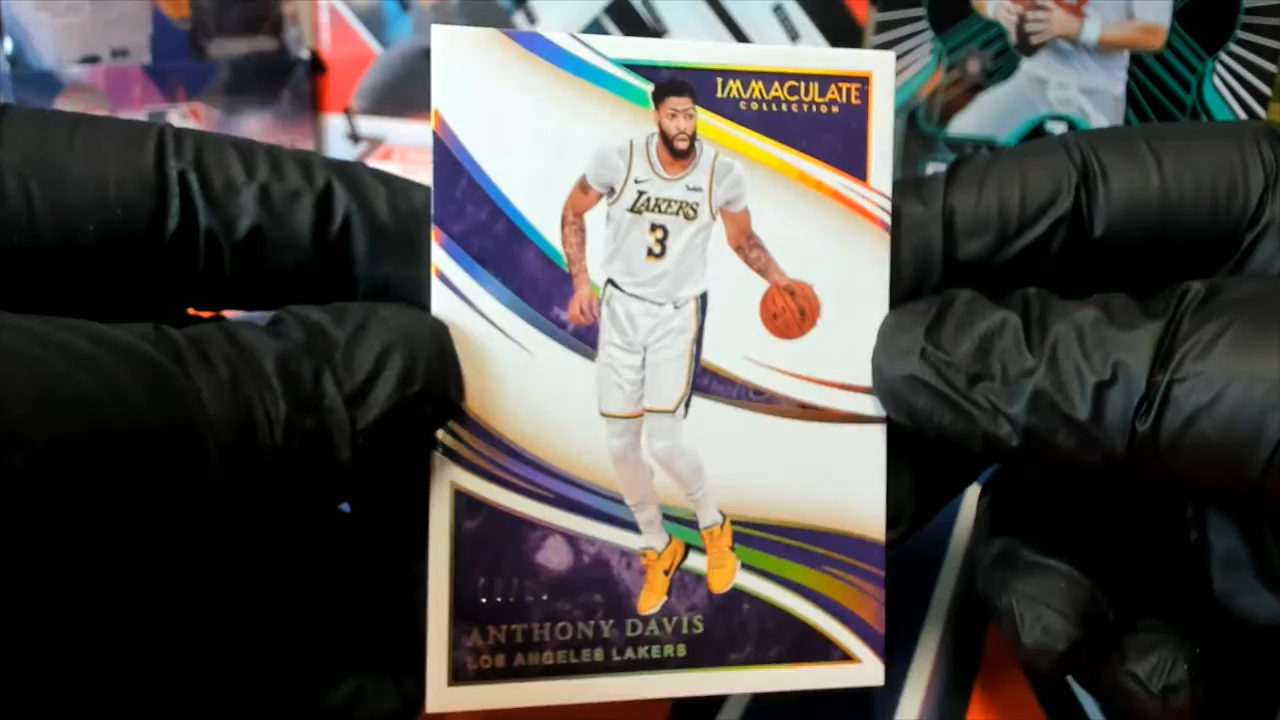 IMMACULATE
COLLECTION
LAKERS
3
ANTHONY DAVIS
LOS ANGELES LAKERS